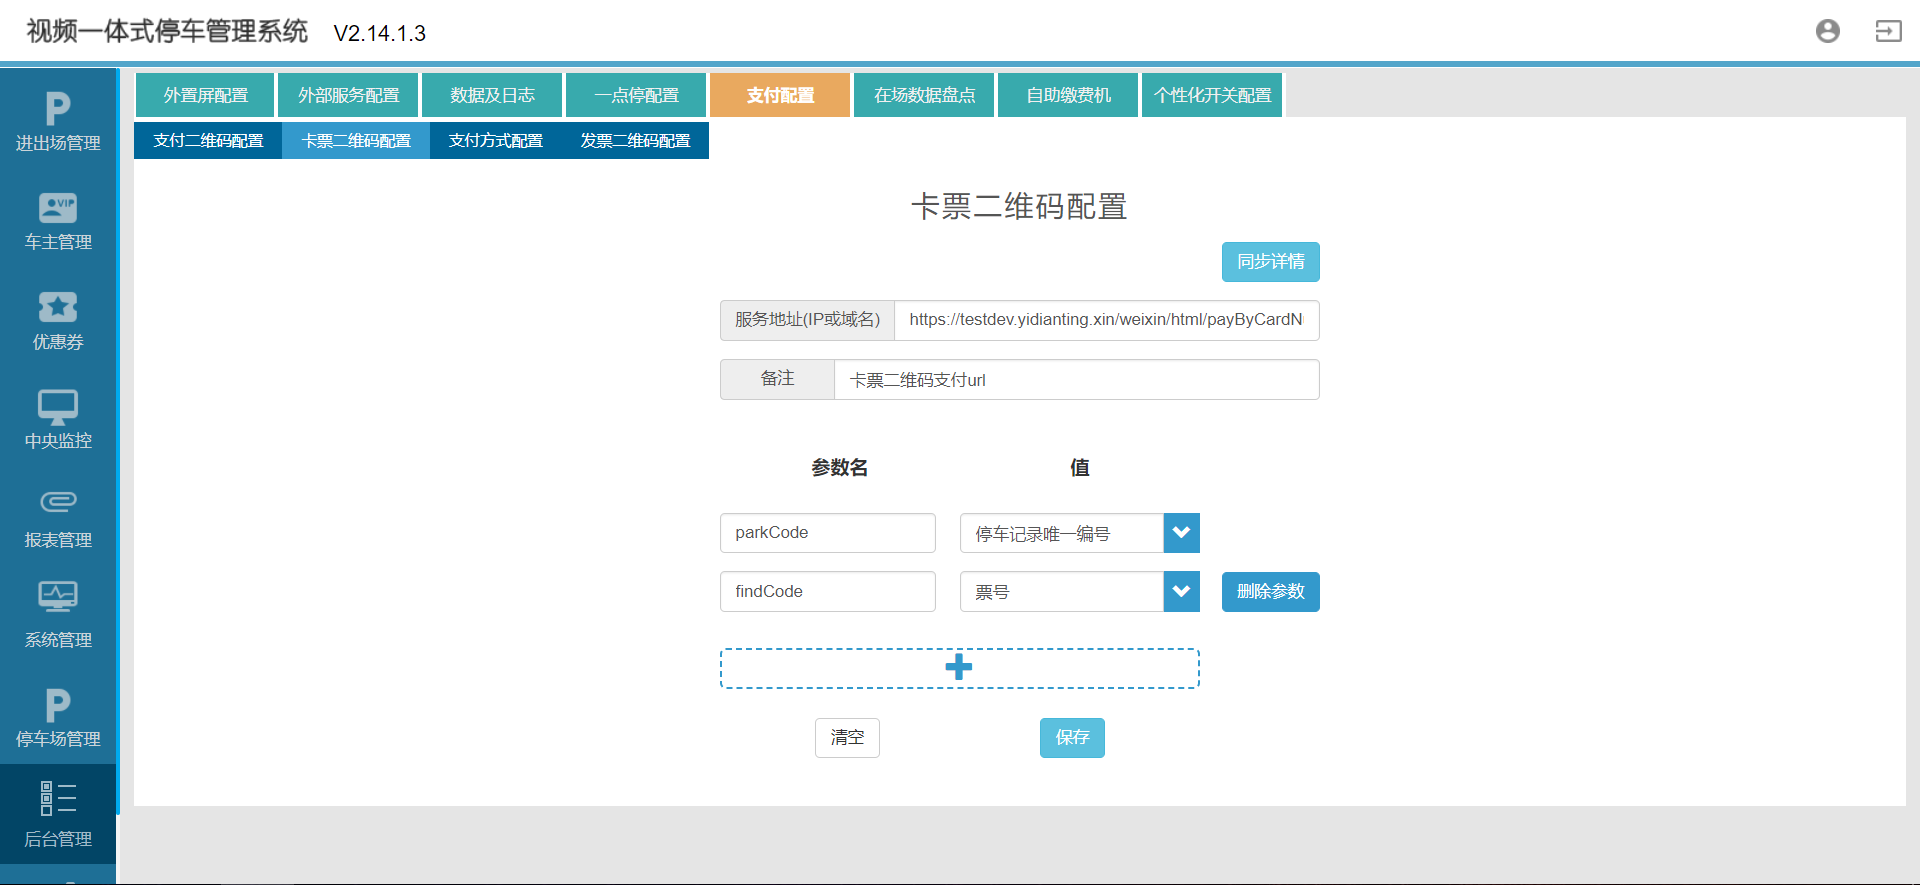 视频一体式停车管理系统 V2.14.1.3
进出场管理
VIP
车主管理
优惠券
中央监控
报表管理
系统管理
停车场管理
后台管理
外置屏配置 外部服务配置 数据及日志 一点停配置 支付配置 在场数据盘点 自助缴费机 个性化开关配置
支付二维码配置 卡票二维码配置 支付方式配置 发票二维码配置
卡票二维码配置
同步详情
服务地址(IP或域名) https://testdev.yidianting.xin/weixin/html/payByCardN
备注 卡票二维码支付url
参数名 值
parkCode 停车记录唯一编号
findCode 票号 删除参数
清空 保存